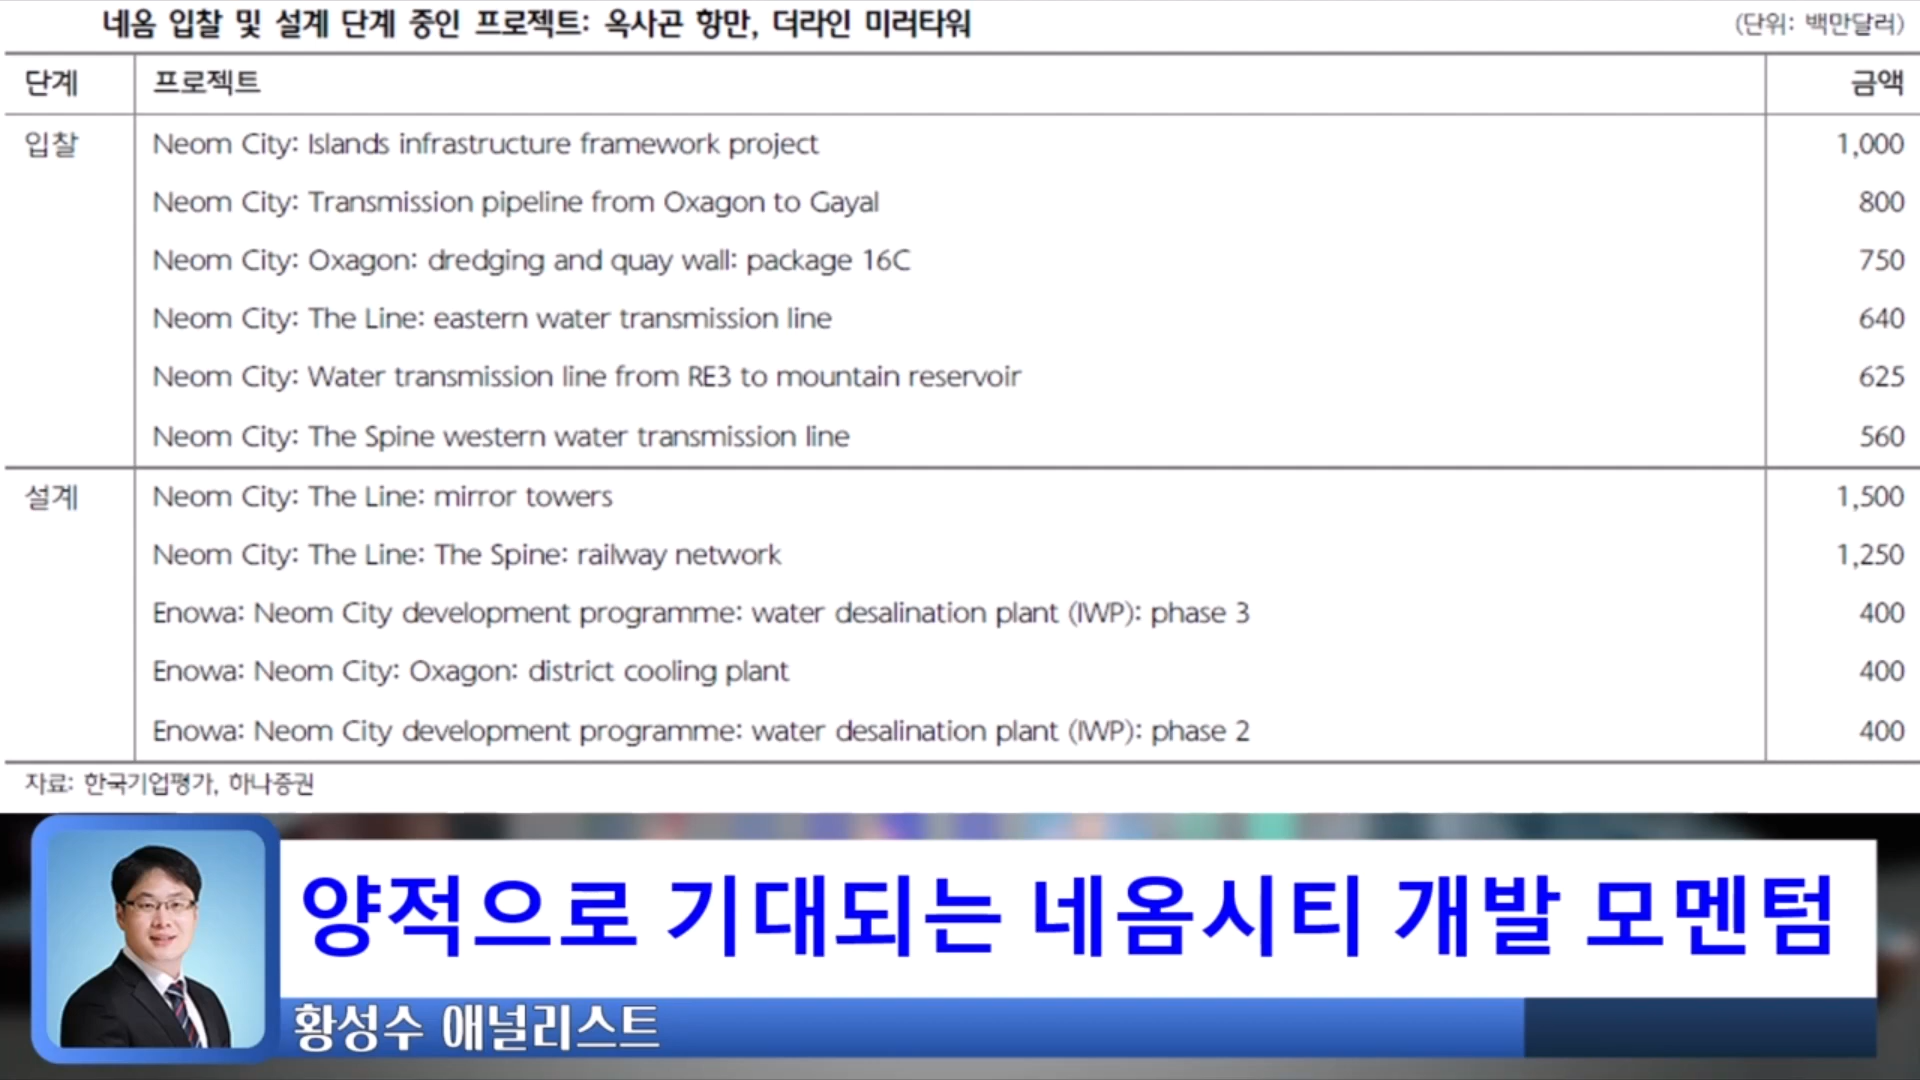 네옴 입찰 및 설계 단계 중인 프로젝트: 옥사곤 항만, 더라인 미러타워 (단위: 백만달러)
단계 프로젝트 금액
입찰 Neom City: Islands infrastructure framework project 1,000
Neom City: Transmission pipeline from Oxagon to Gayal 800
Neom City: Oxagon: dredging and quay wall: package 16C 750
Neom City: The Line: eastern water transmission line 640
Neom City: Water transmission line from RE3 to mountain reservoir 625
Neom City: The Spine western water transmission line 560
설계 Neom City: The Line: mirror towers 1,500
Neom City: The Line: The Spine: railway network 1,250
Enowa: Neom City development programme: water desalination plant (IWP): phase 3 400
Enowa: Neom City: Oxagon: district cooling plant 400
Enowa: Neom City development programme: water desalination plant (IWP): phase 2 400
자료: 한국기업평가, 하나증권
양적으로 기대되는 네옴시티 개발 모멘텀
황성수 애널리스트